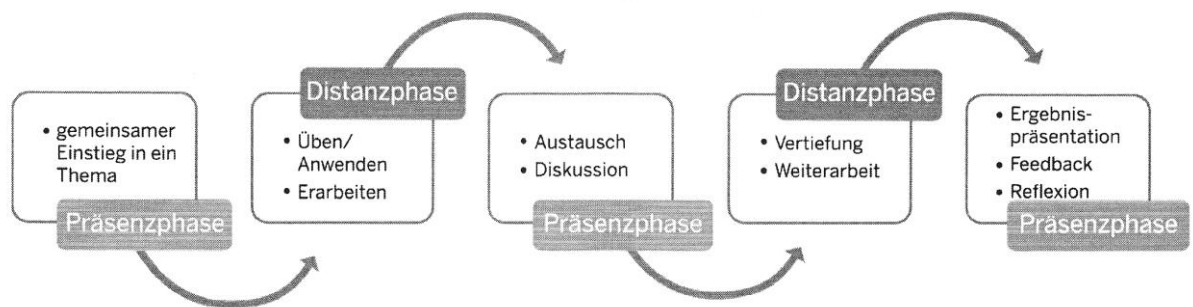 • gemeinsamer
Einstieg in ein
Thema
Präsenzphase
Distanzphase
• Üben/
Anwenden
• Erarbeiten
• Austausch
• Diskussion
Präsenzphase
Distanzphase
• Vertiefung
• Weiterarbeit
• Ergebnis-
präsentation
• Feedback
• Reflexion
Präsenzphase